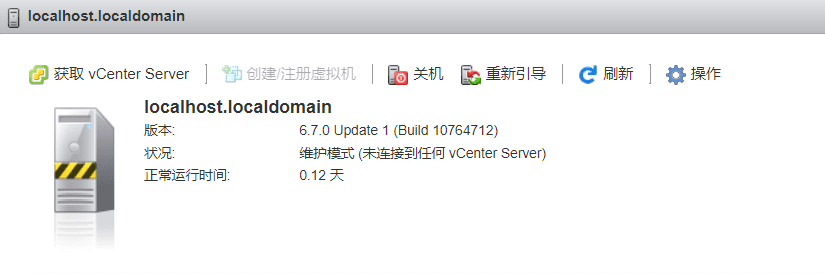 localhost.localdomain
获取 vCenter Server 创建/注册虚拟机 关机 重新引导 刷新 操作
localhost.localdomain
版本: 6.7.0 Update 1 (Build 10764712)
状况: 维护模式 (未连接到任何 vCenter Server)
正常运行时间: 0.12 天